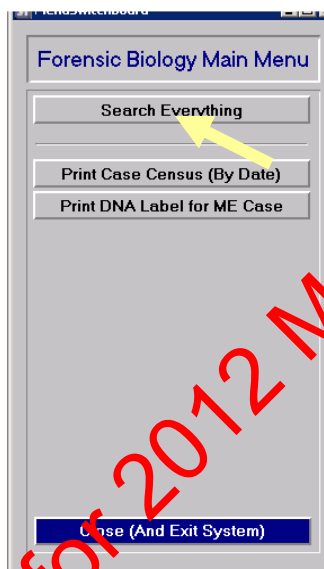 Forensic Biology Main Menu
Search Everything
Print Case Census (By Date)
Print DNA Label for ME Case
Close (And Exit System)
for 2012 M